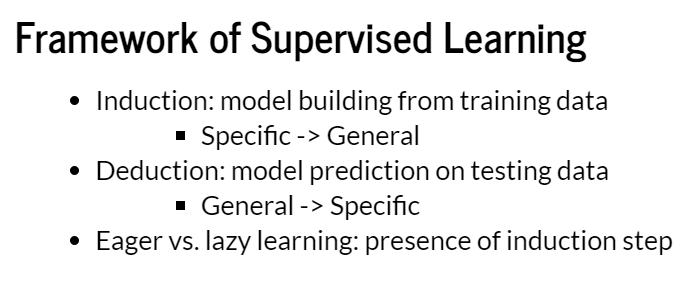 Framework of Supervised Learning
• Induction: model building from training data
▪ Specific -> General
• Deduction: model prediction on testing data
▪ General -> Specific
• Eager vs. lazy learning: presence of induction step